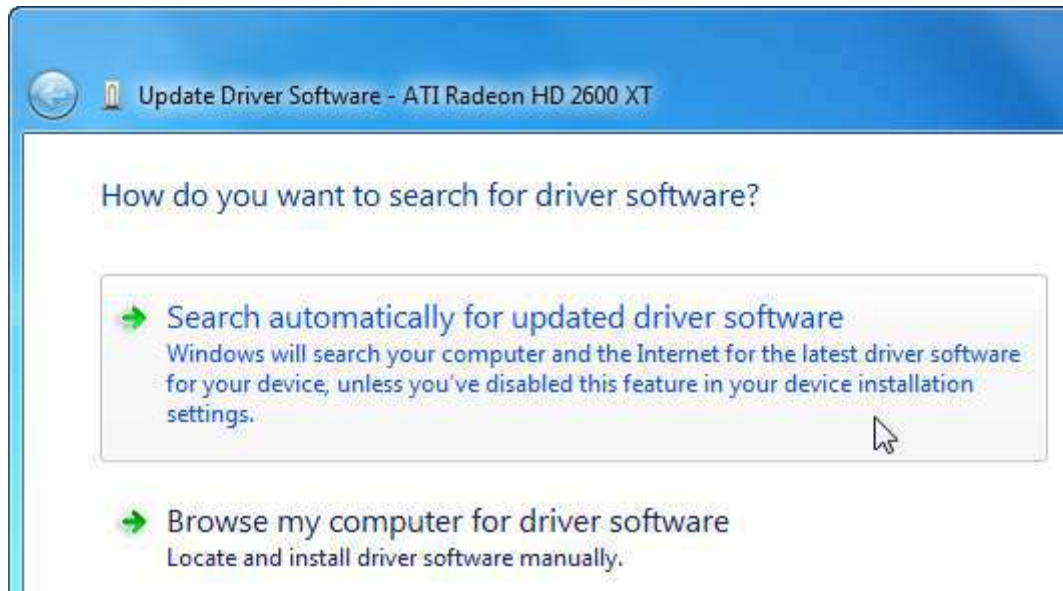 Update Driver Software - ATI Radeon HD 2600 XT
How do you want to search for driver software?
Search automatically for updated driver software
Windows will search your computer and the Internet for the latest driver software
for your device, unless you've disabled this feature in your device installation
settings.
Browse my computer for driver software
Locate and install driver software manually.